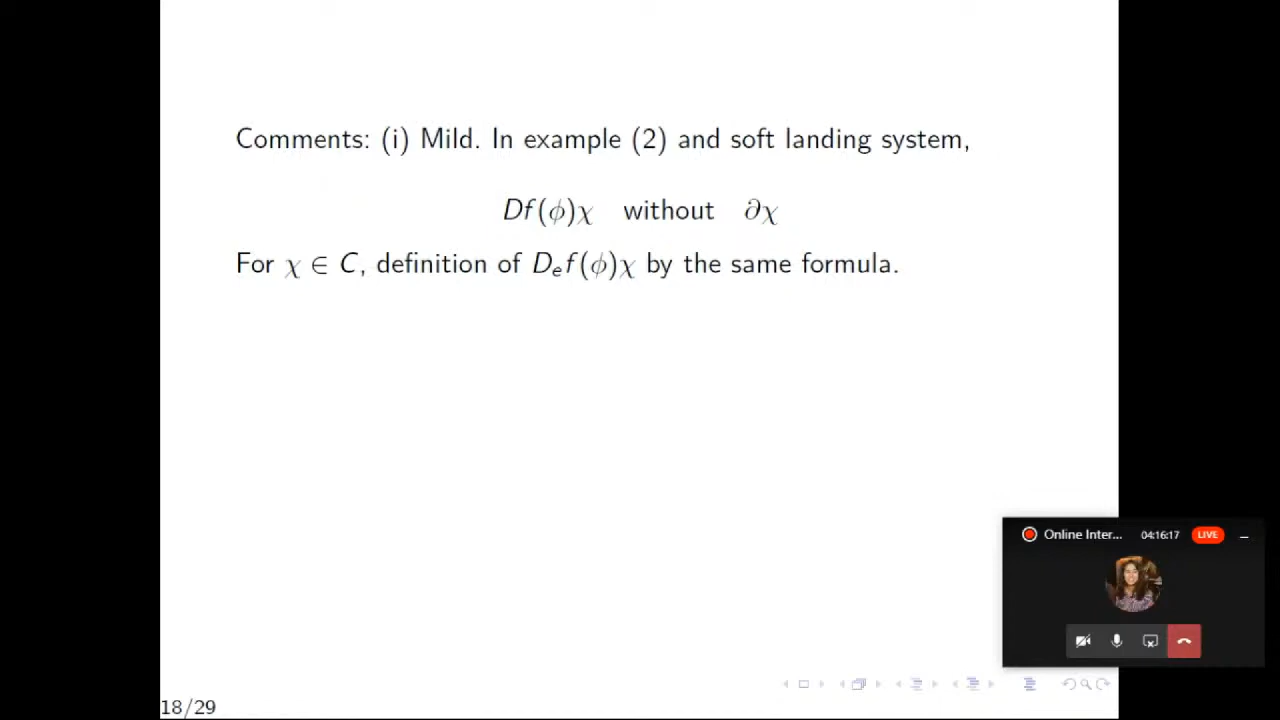 Comments: (i) Mild. In example (2) and soft landing system,
Df(ϕ)χ without ∂χ
For χ ∈ C, definition of Dₑf(ϕ)χ by the same formula.
Online Inter... 04:16:17 LIVE
18/29